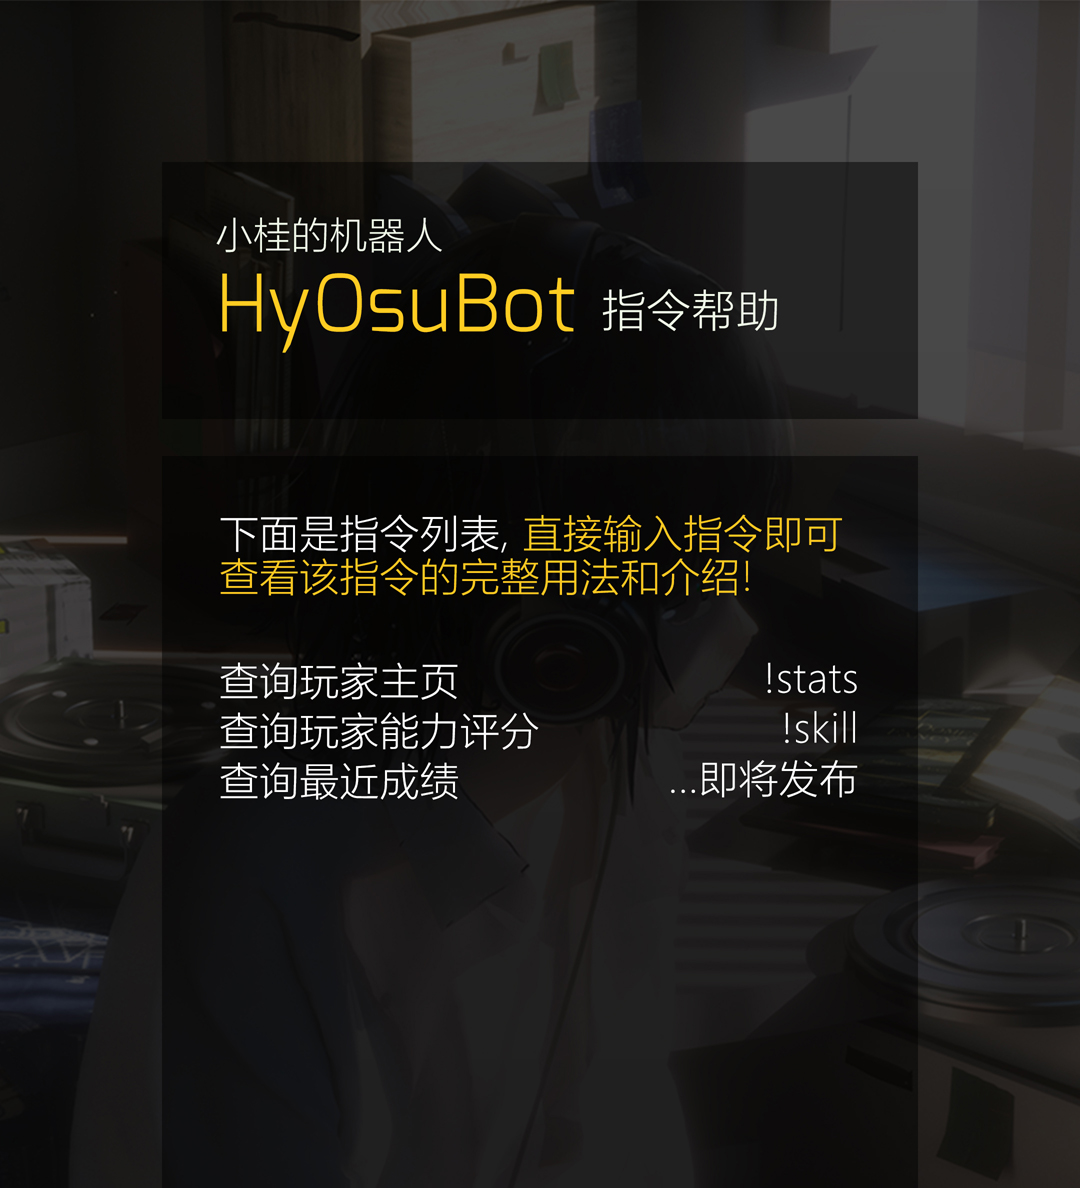 小桂的机器人
HyOsuBot 指令帮助
下面是指令列表, 直接输入指令即可
查看该指令的完整用法和介绍!
查询玩家主页 !stats
查询玩家能力评分 !skill
查询最近成绩 ...即将发布